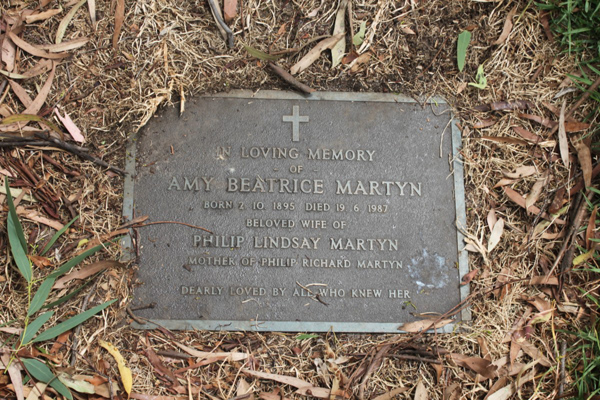 IN LOVING MEMORY
OF
AMY BEATRICE MARTYN
BORN 2.10.1895 DIED 19.6.1987
BELOVED WIFE OF
PHILIP LINDSAY MARTYN
MOTHER OF PHILIP RICHARD MARTYN
DEARLY LOVED BY ALL WHO KNEW HER